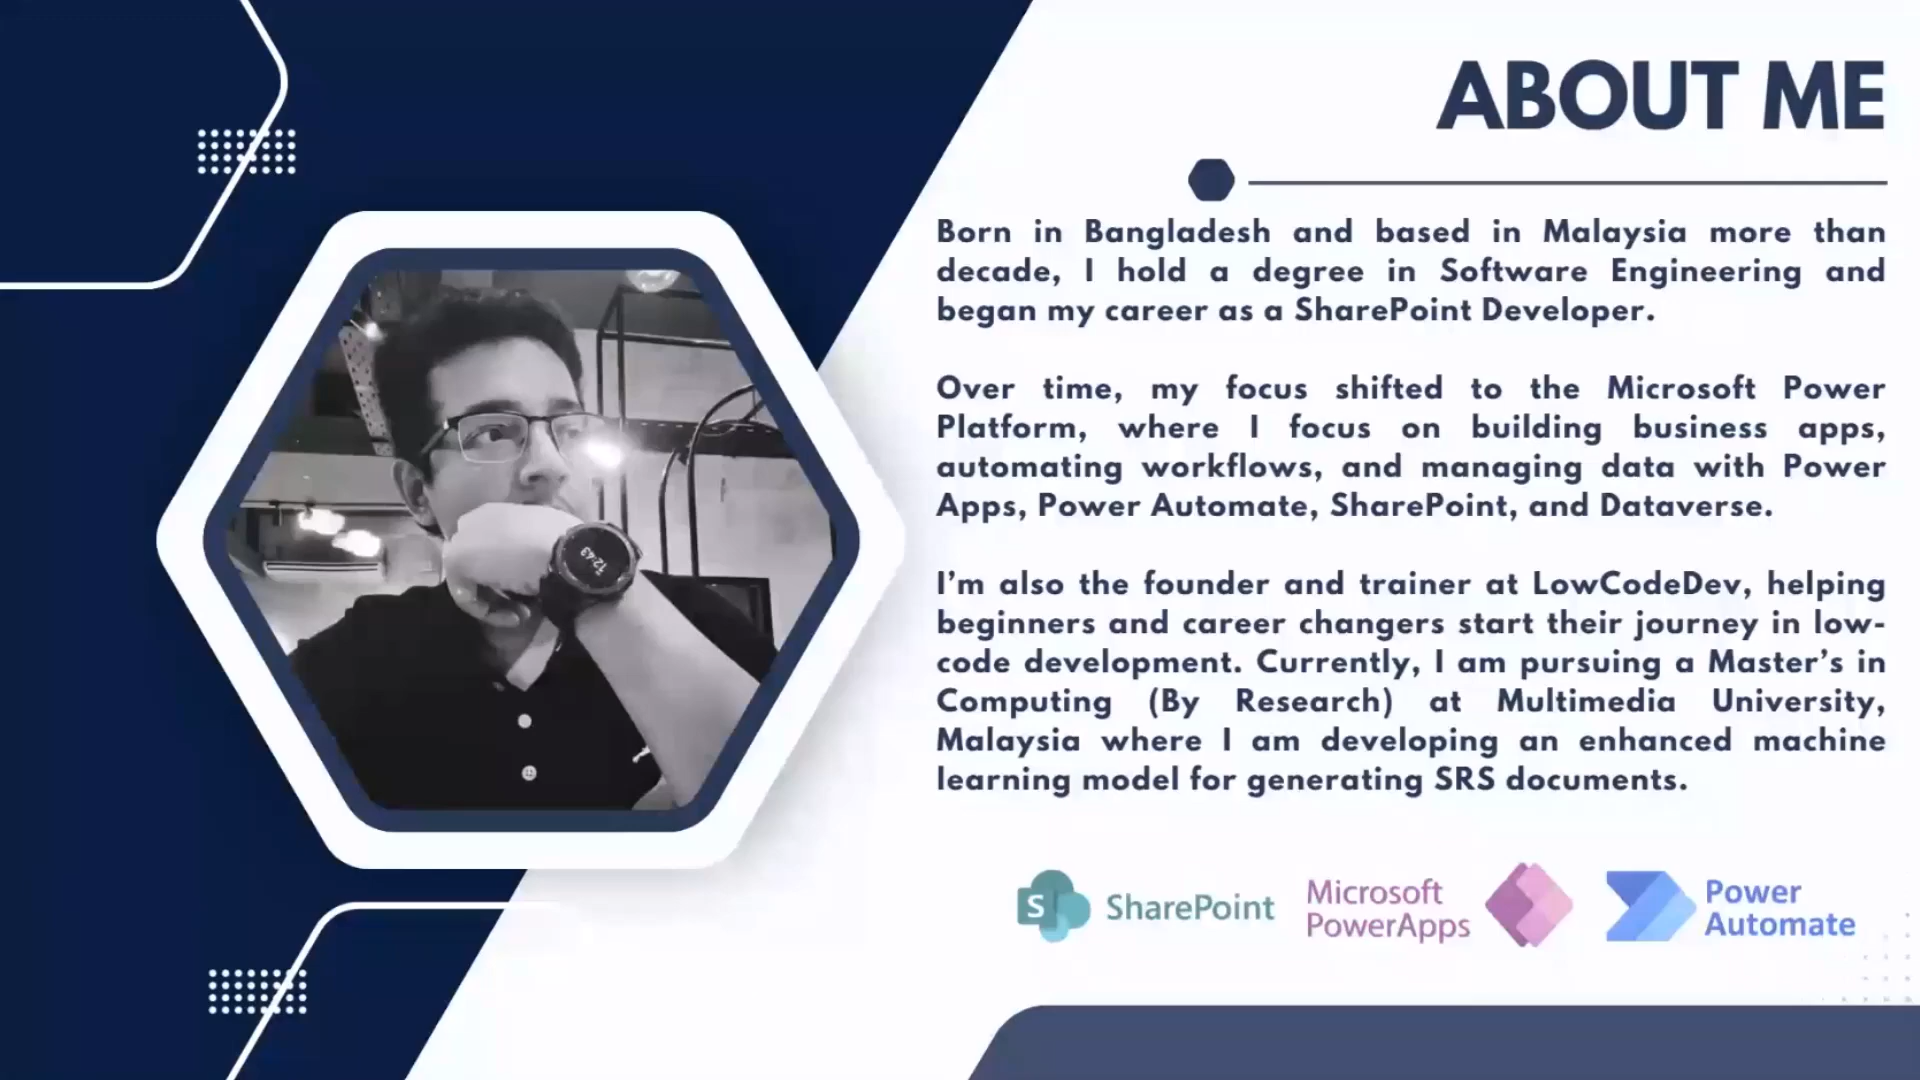 ABOUT ME
Born in Bangladesh and based in Malaysia more than
decade, I hold a degree in Software Engineering and
began my career as a SharePoint Developer.
Over time, my focus shifted to the Microsoft Power
Platform, where I focus on building business apps,
automating workflows, and managing data with Power
Apps, Power Automate, SharePoint, and Dataverse.
I'm also the founder and trainer at LowCodeDev, helping
beginners and career changers start their journey in low-
code development. Currently, I am pursuing a Master's in
Computing (By Research) at Multimedia University,
Malaysia where I am developing an enhanced machine
learning model for generating SRS documents.
S SharePoint
Microsoft
PowerApps
Power
Automate
12:43